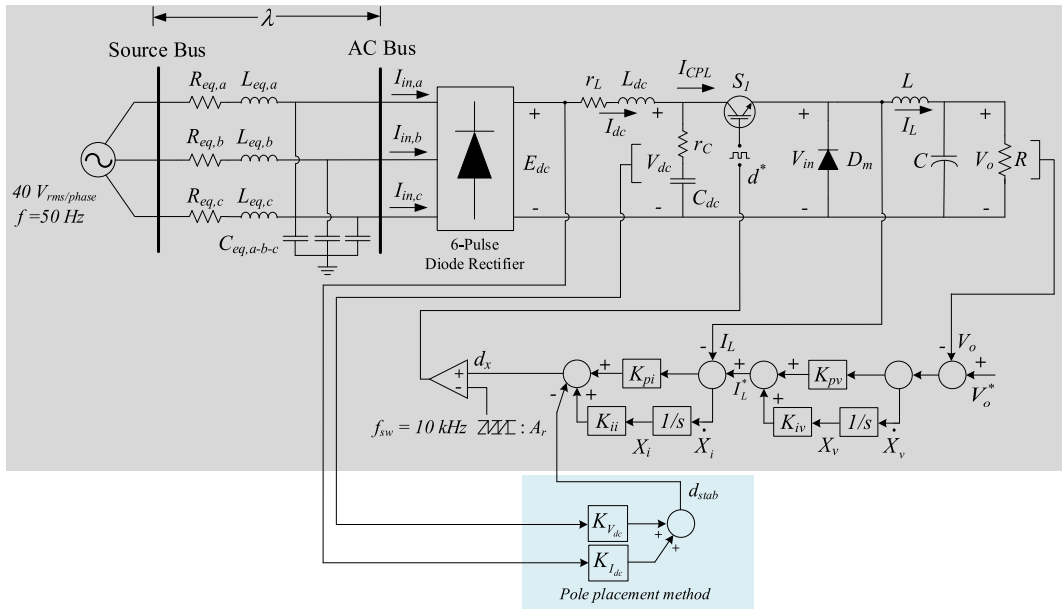 λ
Source Bus
AC Bus
R_eq,a L_eq,a
I_in,a
r_L L_dc
I_CPL
S_1
L
I_dc
I_L
R_eq,b L_eq,b
I_in,b
E_dc
V_dc
r_C
d*
V_in D_m
C
V_o R
C_dc
40 V_rms/phase
f =50 Hz
R_eq,c L_eq,c
I_in,c
C_eq,a-b-c
6-Pulse
Diode Rectifier
+ + + +
- - - -
d_x
+
-
f_sw = 10 kHz : A_r
+
-
+
K_pi
- I_L
+
I_L*
+
+
K_pv
- V_o
+
V_o*
K_ii 1/s
X_i Ẋ_i
K_iv 1/s
X_v Ẋ_v
d_stab
K_V_dc
+
K_I_dc
+
Pole placement method